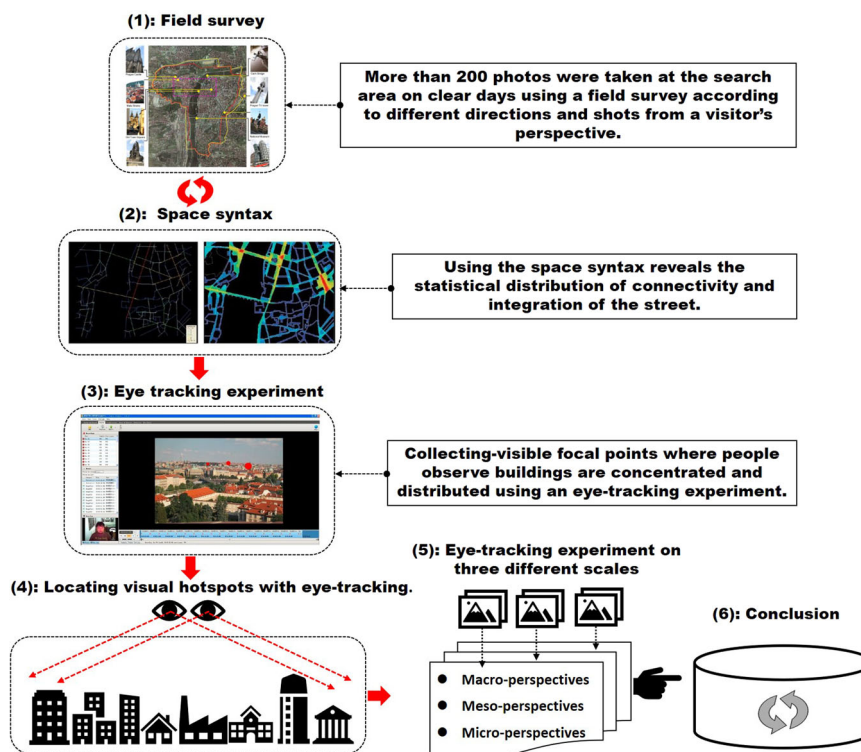 (1): Field survey
More than 200 photos were taken at the search
area on clear days using a field survey according
to different directions and shots from a visitor's
perspective.
(2): Space syntax
Using the space syntax reveals the
statistical distribution of connectivity and
integration of the street.
(3): Eye tracking experiment
Collecting-visible focal points where people
observe buildings are concentrated and
distributed using an eye-tracking experiment.
(4): Locating visual hotspots with eye-tracking.
(5): Eye-tracking experiment on
three different scales
Macro-perspectives
Meso-perspectives
Micro-perspectives
(6): Conclusion